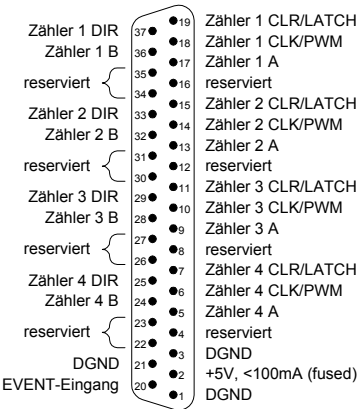 19 Zähler 1 CLR/LATCH
Zähler 1 DIR 37
18 Zähler 1 CLK/PWM
Zähler 1 B 36
17 Zähler 1 A
35
reserviert
16 reserviert
34
15 Zähler 2 CLR/LATCH
Zähler 2 DIR 33
14 Zähler 2 CLK/PWM
Zähler 2 B 32
13 Zähler 2 A
31
reserviert
12 reserviert
30
11 Zähler 3 CLR/LATCH
Zähler 3 DIR 29
10 Zähler 3 CLK/PWM
Zähler 3 B 28
9 Zähler 3 A
27
reserviert
8 reserviert
26
7 Zähler 4 CLR/LATCH
Zähler 4 DIR 25
6 Zähler 4 CLK/PWM
Zähler 4 B 24
5 Zähler 4 A
23
reserviert
4 reserviert
22
3 DGND
DGND 21
2 +5V, <100mA (fused)
EVENT-Eingang 20
1 DGND